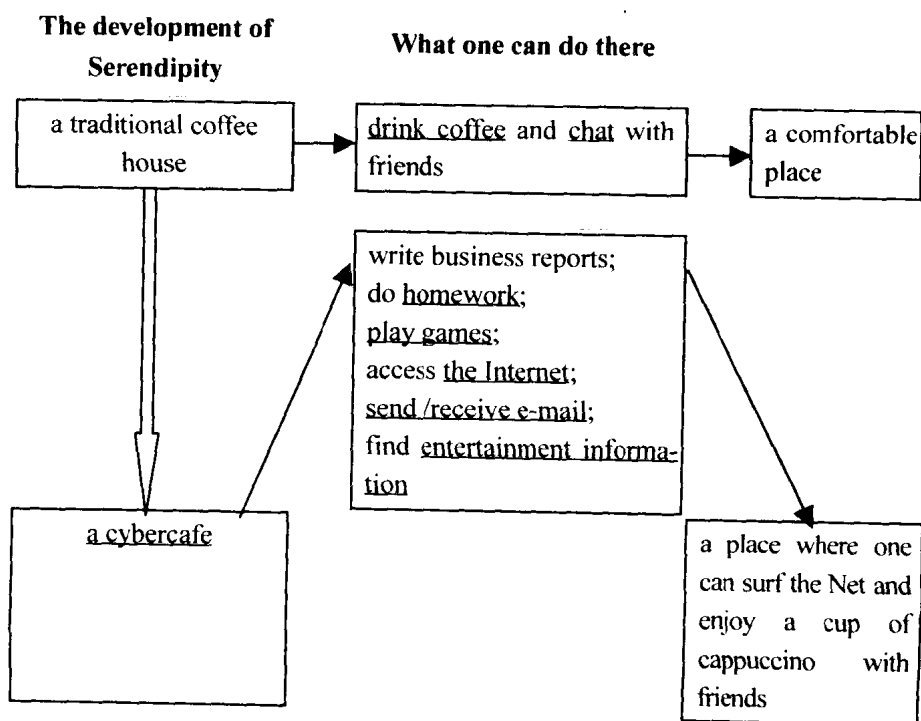 The development of
Serendipity
What one can do there
a traditional coffee
house
drink coffee and chat with
friends
a comfortable
place
write business reports;
do homework;
play games;
access the Internet;
send /receive e-mail;
find entertainment informa-
tion
a cybercafe
a place where one
can surf the Net and
enjoy a cup of
cappuccino with
friends